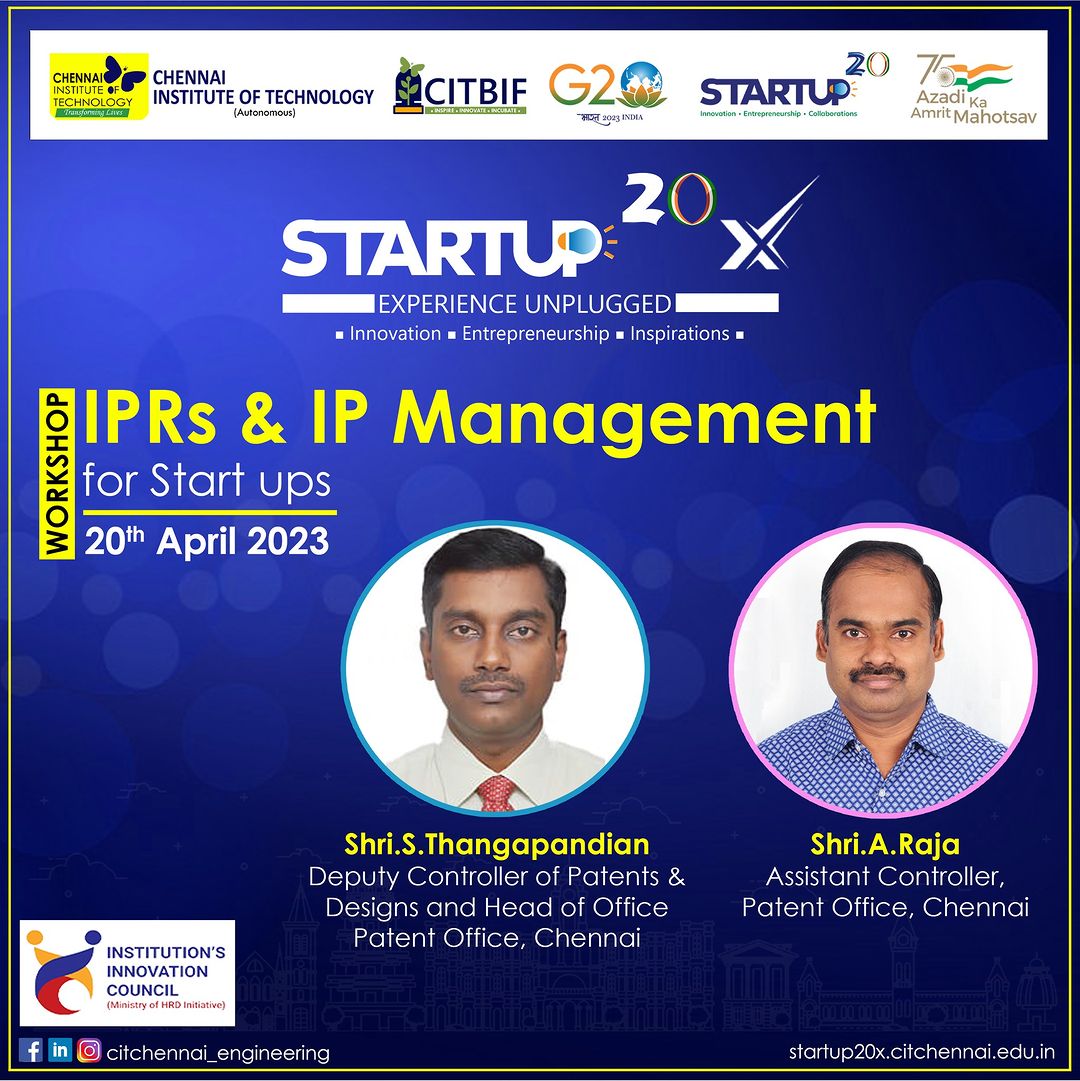 CHENNAI
INSTITUTE OF
TECHNOLOGY
Transforming Lives
CHENNAI
INSTITUTE OF TECHNOLOGY
(Autonomous)
CITBIF
INSPIRE • INNOVATE • INCUBATE
G20
भारत 2023 INDIA
STARTUP20
Innovation • Entrepreneurship • Collaborations
75
Azadi Ka
Amrit Mahotsav
STARTUP 20 X
EXPERIENCE UNPLUGGED
▪ Innovation ▪ Entrepreneurship ▪ Inspirations ▪
WORKSHOP
IPRs & IP Management
for Start ups
20th April 2023
Shri.S.Thangapandian
Deputy Controller of Patents &
Designs and Head of Office
Patent Office, Chennai
Shri.A.Raja
Assistant Controller,
Patent Office, Chennai
INSTITUTION'S
INNOVATION
COUNCIL
(Ministry of HRD Initiative)
citchennai_engineering
startup20x.citchennai.edu.in